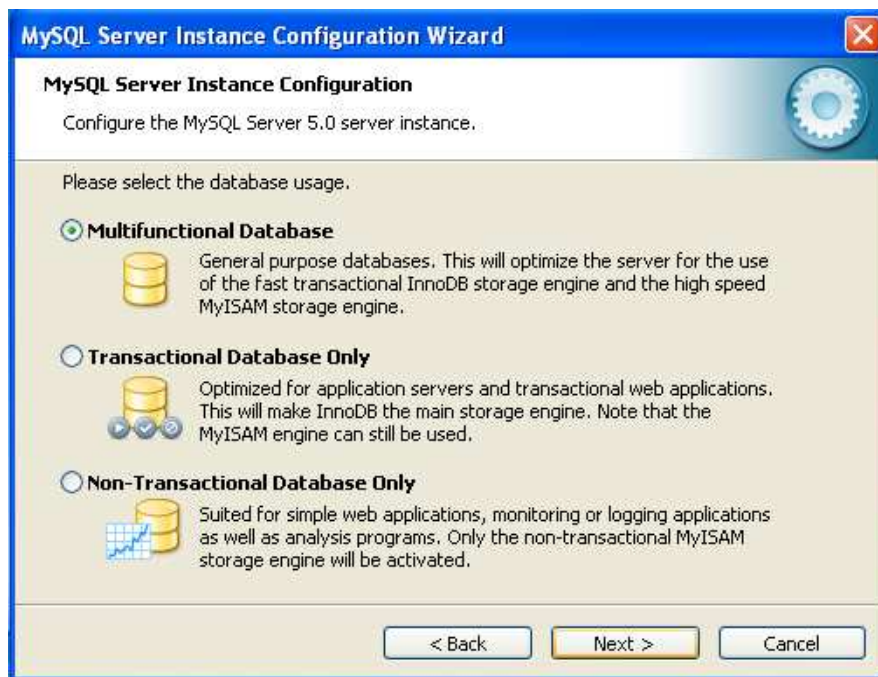 MySQL Server Instance Configuration Wizard
MySQL Server Instance Configuration
Configure the MySQL Server 5.0 server instance.
Please select the database usage.
Multifunctional Database
General purpose databases. This will optimize the server for the use
of the fast transactional InnoDB storage engine and the high speed
MyISAM storage engine.
Transactional Database Only
Optimized for application servers and transactional web applications.
This will make InnoDB the main storage engine. Note that the
MyISAM engine can still be used.
Non-Transactional Database Only
Suited for simple web applications, monitoring or logging applications
as well as analysis programs. Only the non-transactional MyISAM
storage engine will be activated.
< Back
Next >
Cancel